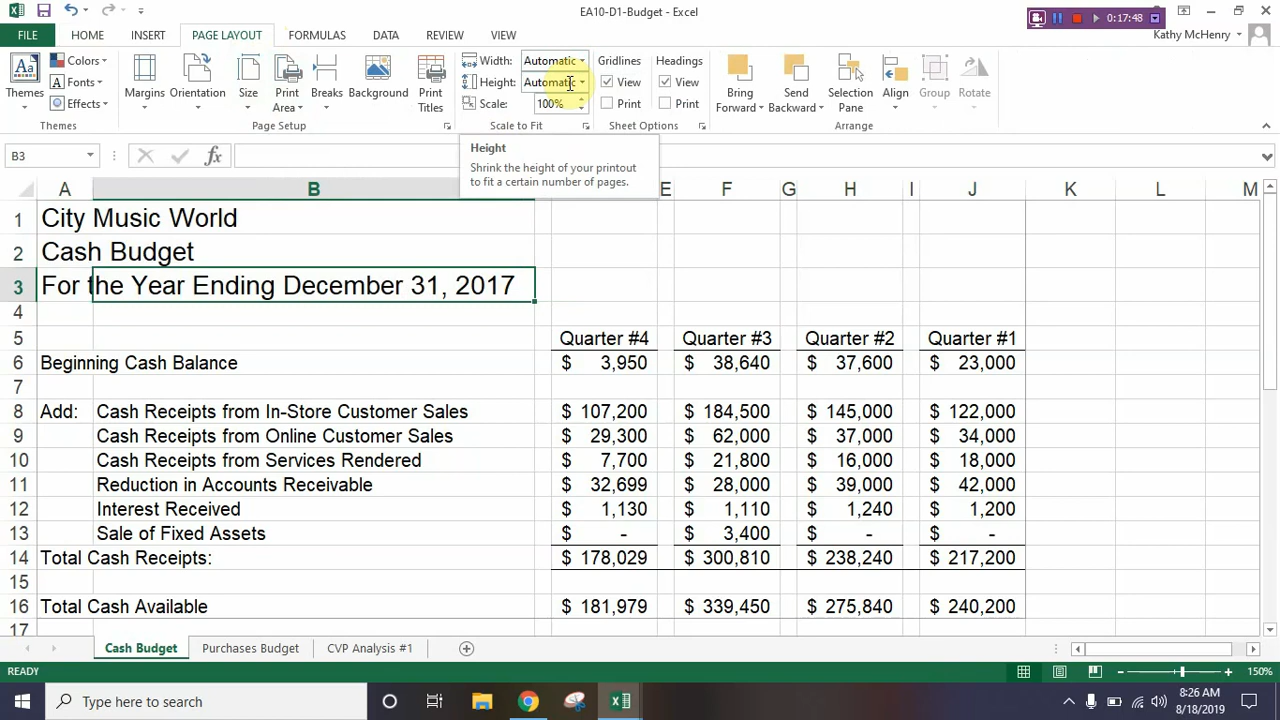 EA10-D1-Budget - Excel
0:17:48
FILE HOME INSERT PAGE LAYOUT FORMULAS DATA REVIEW VIEW Kathy McHenry
Themes Colors Fonts Effects Margins Orientation Size Print Area Breaks Background Print Titles
Width: Automatic Height: Automatic Scale: 100%
Gridlines View Print Headings View Print
Bring Forward Send Backward Selection Pane Align Group Rotate
Themes Page Setup Scale to Fit Sheet Options Arrange
Height
Shrink the height of your printout
to fit a certain number of pages.
B3 fx
A B E F G H I J K L M
1 City Music World
2 Cash Budget
3 For the Year Ending December 31, 2017
4
5 Quarter #4 Quarter #3 Quarter #2 Quarter #1
6 Beginning Cash Balance $ 3,950 $ 38,640 $ 37,600 $ 23,000
7
8 Add: Cash Receipts from In-Store Customer Sales $ 107,200 $ 184,500 $ 145,000 $ 122,000
9 Cash Receipts from Online Customer Sales $ 29,300 $ 62,000 $ 37,000 $ 34,000
10 Cash Receipts from Services Rendered $ 7,700 $ 21,800 $ 16,000 $ 18,000
11 Reduction in Accounts Receivable $ 32,699 $ 28,000 $ 39,000 $ 42,000
12 Interest Received $ 1,130 $ 1,110 $ 1,240 $ 1,200
13 Sale of Fixed Assets $ - $ 3,400 $ - $ -
14 Total Cash Receipts: $ 178,029 $ 300,810 $ 238,240 $ 217,200
15
16 Total Cash Available $ 181,979 $ 339,450 $ 275,840 $ 240,200
17
Cash Budget Purchases Budget CVP Analysis #1
READY 150%
Type here to search 8:26 AM
8/18/2019